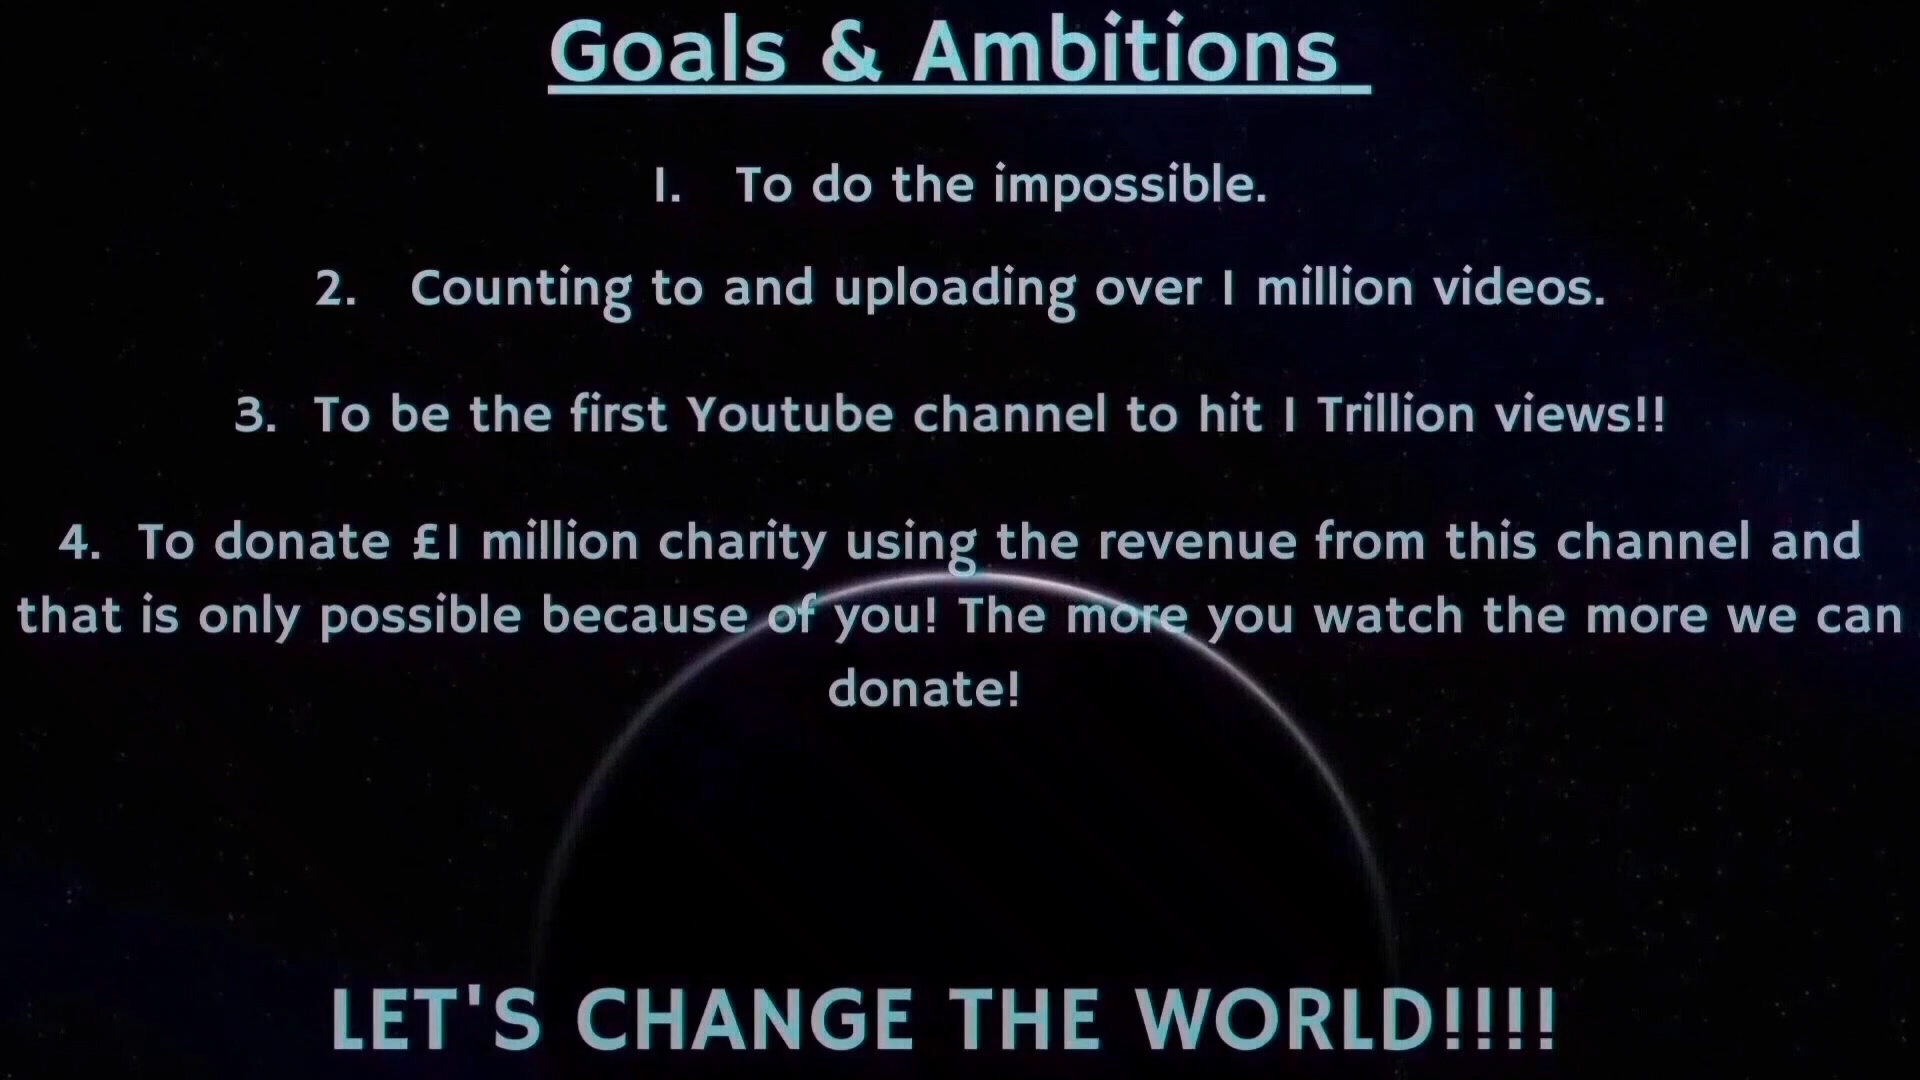 Goals & Ambitions
1. To do the impossible.
2. Counting to and uploading over 1 million videos.
3. To be the first Youtube channel to hit 1 Trillion views!!
4. To donate £1 million charity using the revenue from this channel and
that is only possible because of you! The more you watch the more we can
donate!
LET'S CHANGE THE WORLD!!!!